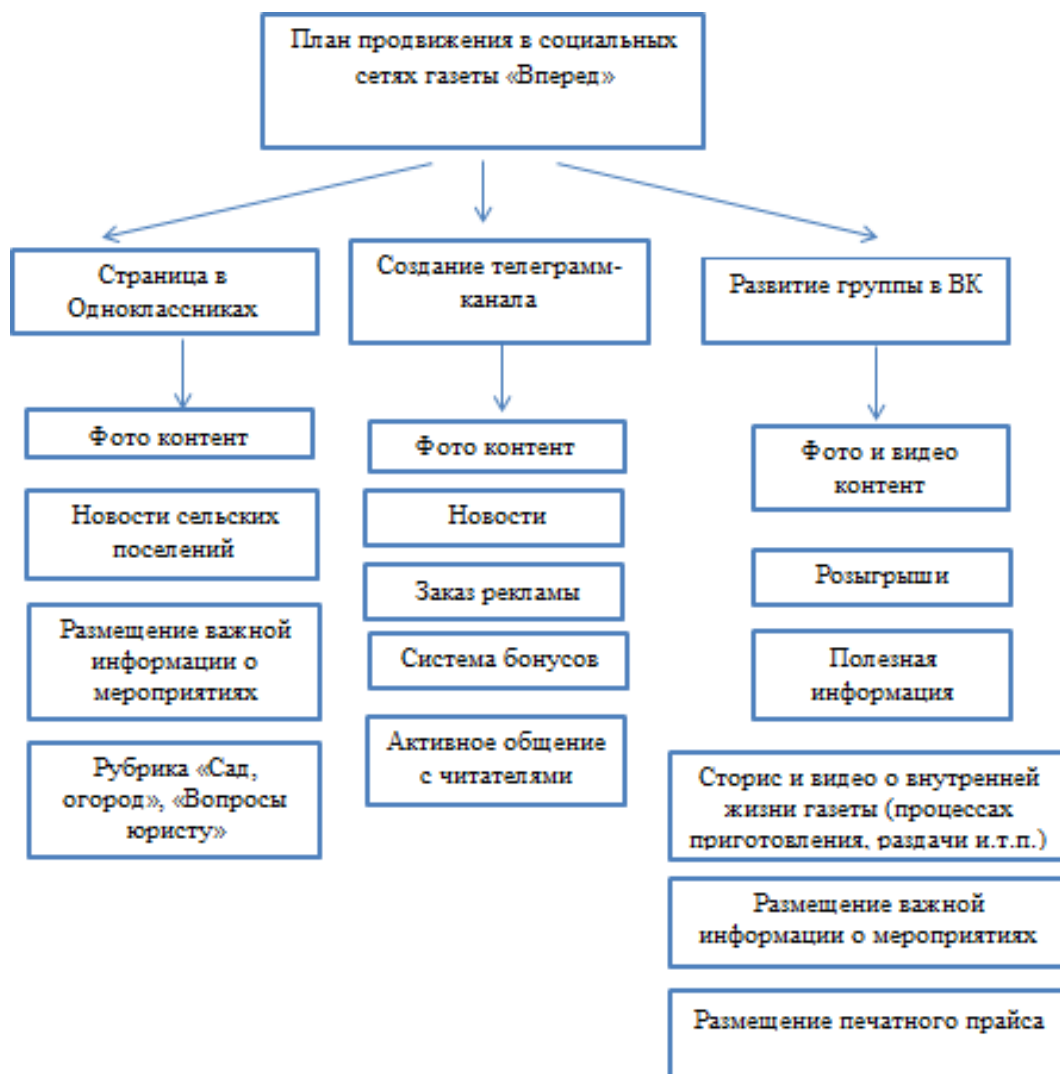 План продвижения в социальных
сетях газеты «Вперед»
Страница в
Одноклассниках
Фото контент
Новости сельских
поселений
Размещение важной
информации о
мероприятиях
Рубрика «Сад,
огород», «Вопросы
юристу»
Создание телеграмм-
канала
Фото контент
Новости
Заказ рекламы
Система бонусов
Активное общение
с читателями
Развитие группы в ВК
Фото и видео
контент
Розыгрыши
Полезная
информация
Сторис и видео о внутренней
жизни газеты (процессах
приготовления, раздачи и.т.п.)
Размещение важной
информации о мероприятиях
Размещение печатного прайса